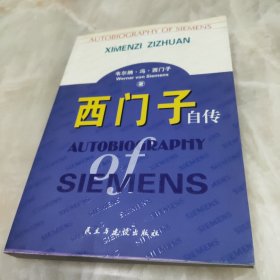 AUTOBIOGRAPHY OF SIEMENS
XIMENZI ZIZHUAN
韦尔纳·冯·西门子
Werner von Siemens
著
西门子自传
AUTOBIOGRAPHY
of
SIEMENS
民主与建设出版社